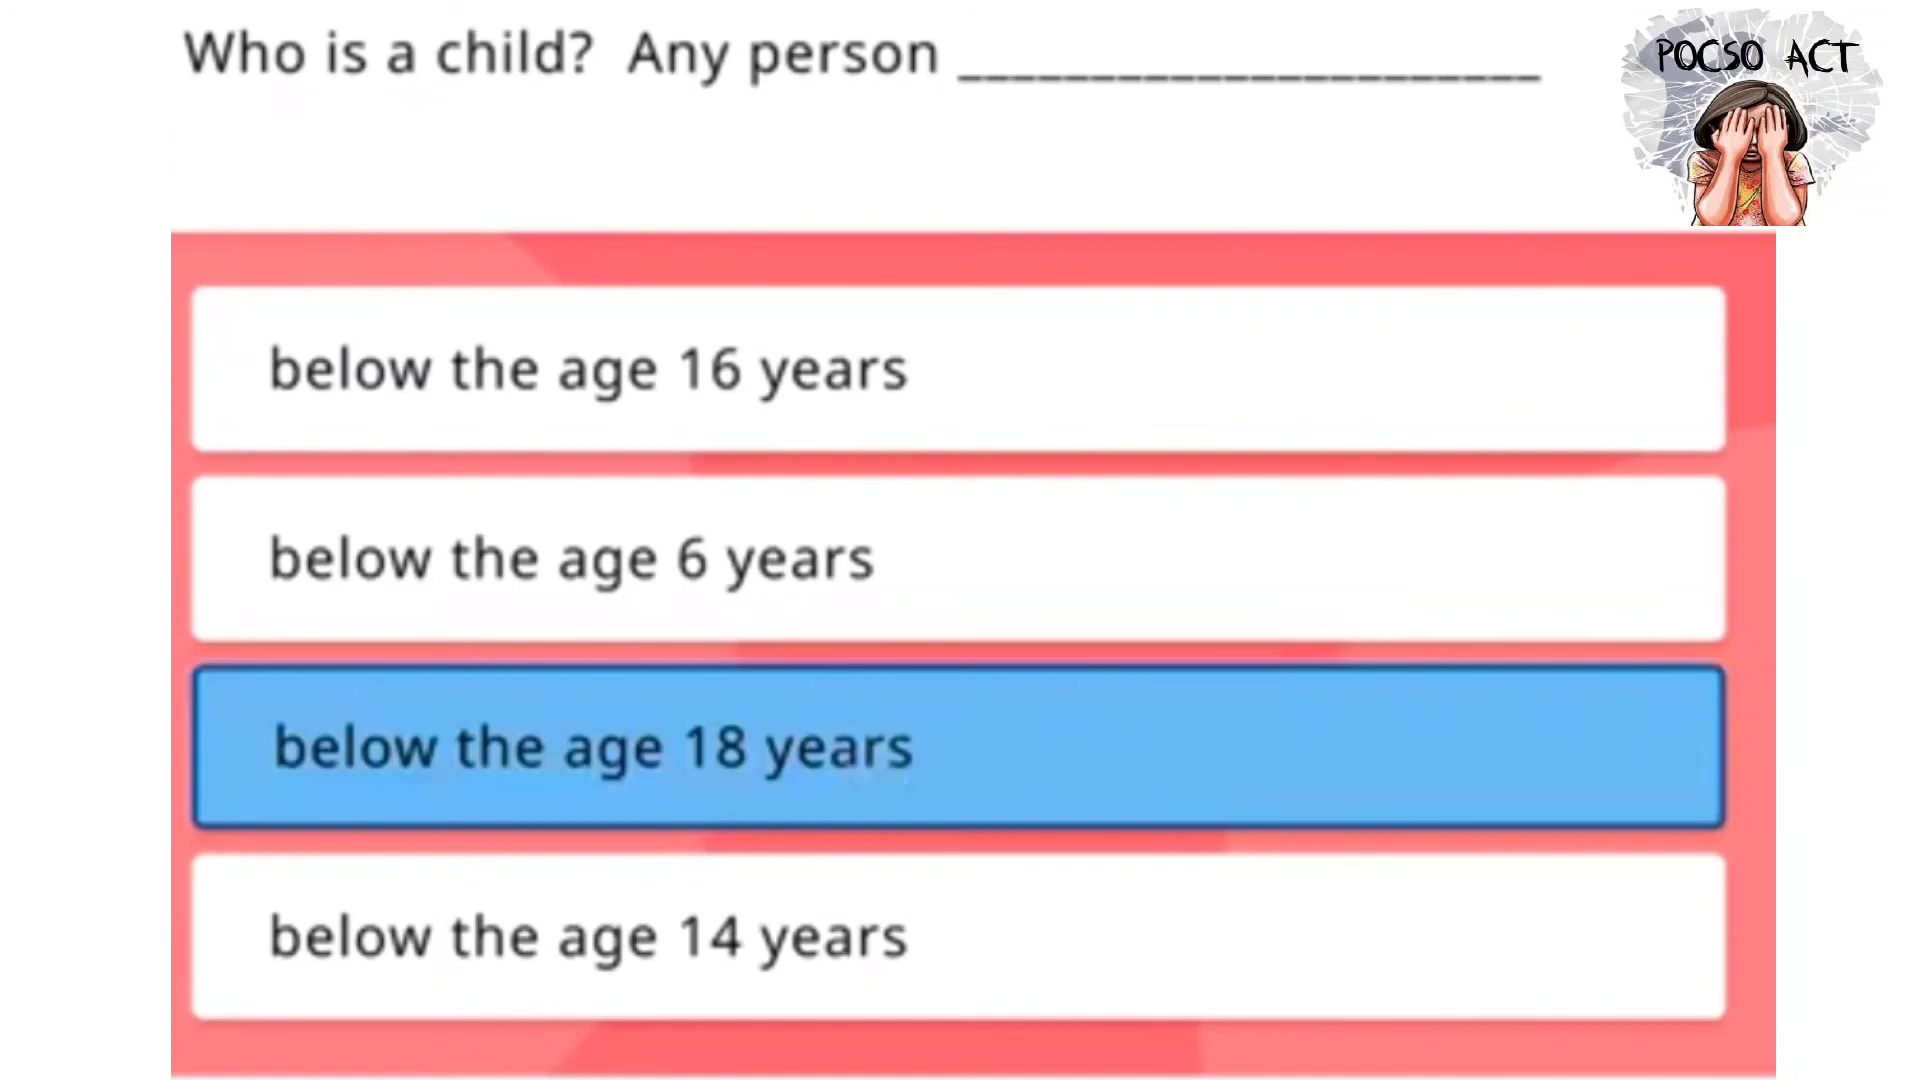 Who is a child? Any person ______________________
POCSO ACT
below the age 16 years
below the age 6 years
below the age 18 years
below the age 14 years